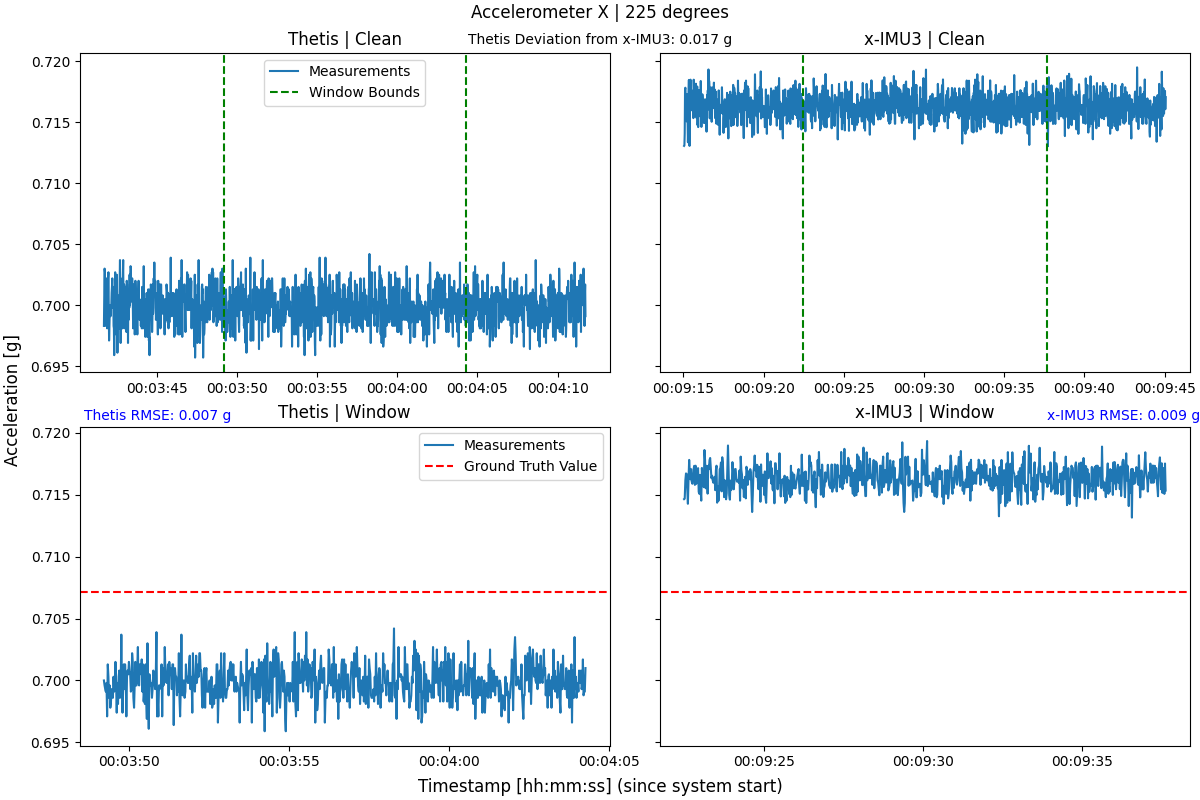 Accelerometer X | 225 degrees
Thetis | Clean
Thetis Deviation from x-IMU3: 0.017 g
x-IMU3 | Clean
Measurements
Window Bounds
0.720
0.715
0.710
0.705
0.700
0.695
00:03:45 00:03:50 00:03:55 00:04:00 00:04:05 00:04:10
00:09:15 00:09:20 00:09:25 00:09:30 00:09:35 00:09:40 00:09:45
Acceleration [g]
Thetis RMSE: 0.007 g
Thetis | Window
x-IMU3 | Window
x-IMU3 RMSE: 0.009 g
Measurements
Ground Truth Value
0.720
0.715
0.710
0.705
0.700
0.695
00:03:50 00:03:55 00:04:00 00:04:05
00:09:25 00:09:30 00:09:35
Timestamp [hh:mm:ss] (since system start)